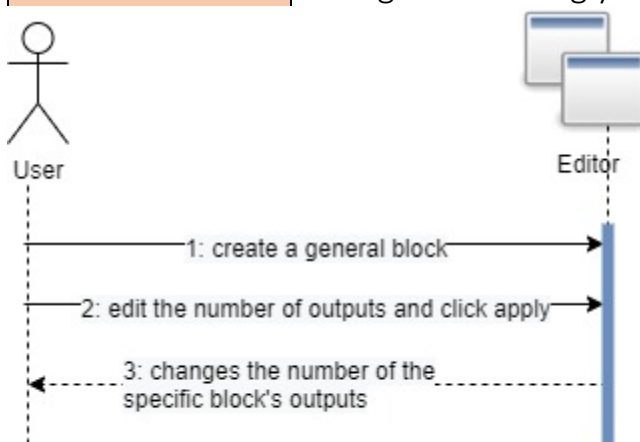 User
Editor
1: create a general block
2: edit the number of outputs and click apply
3: changes the number of the
specific block's outputs